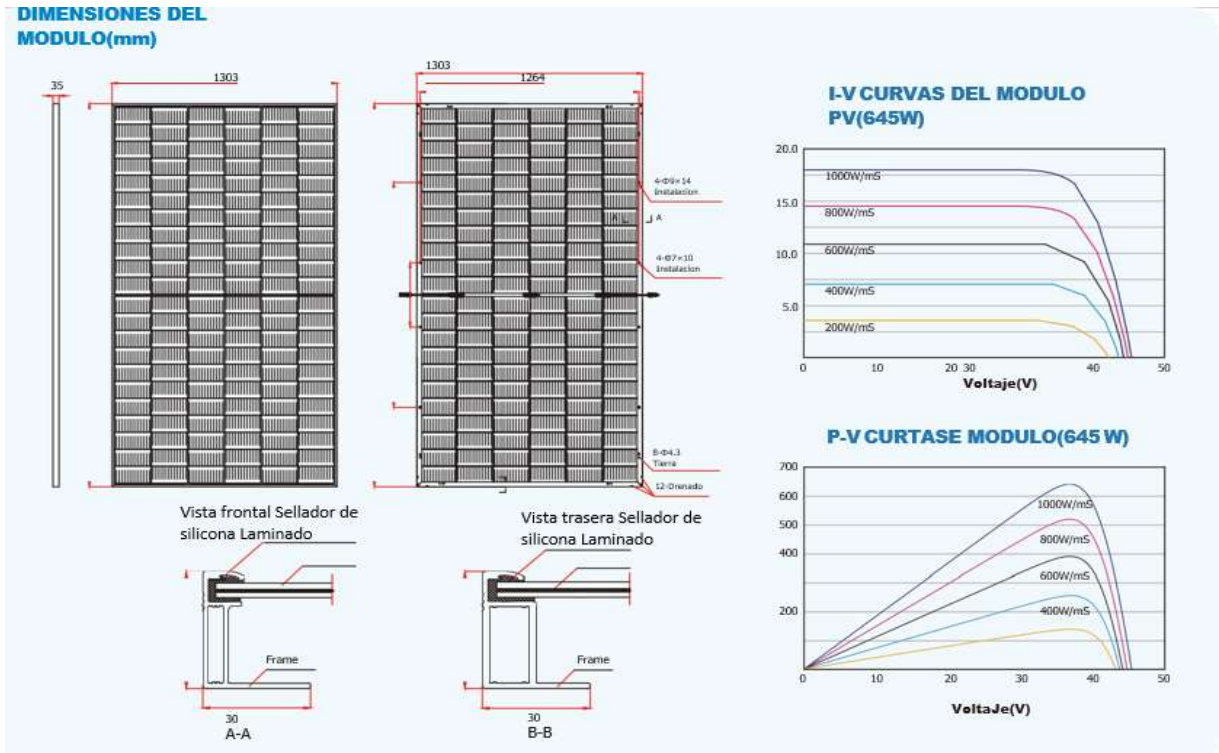 DIMENSIONES DEL
MODULO(mm)
35
1303
1303
1264
4-Φ9×14
Instalacion
A
A
4-Φ7×10
Instalacion
8-Φ4.3
Tierra
12-Drenado
Vista frontal Sellador de
silicona Laminado
Vista trasera Sellador de
silicona Laminado
Frame
30
A-A
Frame
30
B-B
I-V CURVAS DEL MODULO
PV(645W)
20.0
1000W/mS
15.0
800W/mS
10.0
600W/mS
400W/mS
5.0
200W/mS
0 10 20 30 40 50
Voltaje(V)
P-V CURTASE MODULO(645 W)
700
600
1000W/mS
500
800W/mS
400
600W/mS
400W/mS
200
0 10 20 30 40 50
VoltaJe(V)